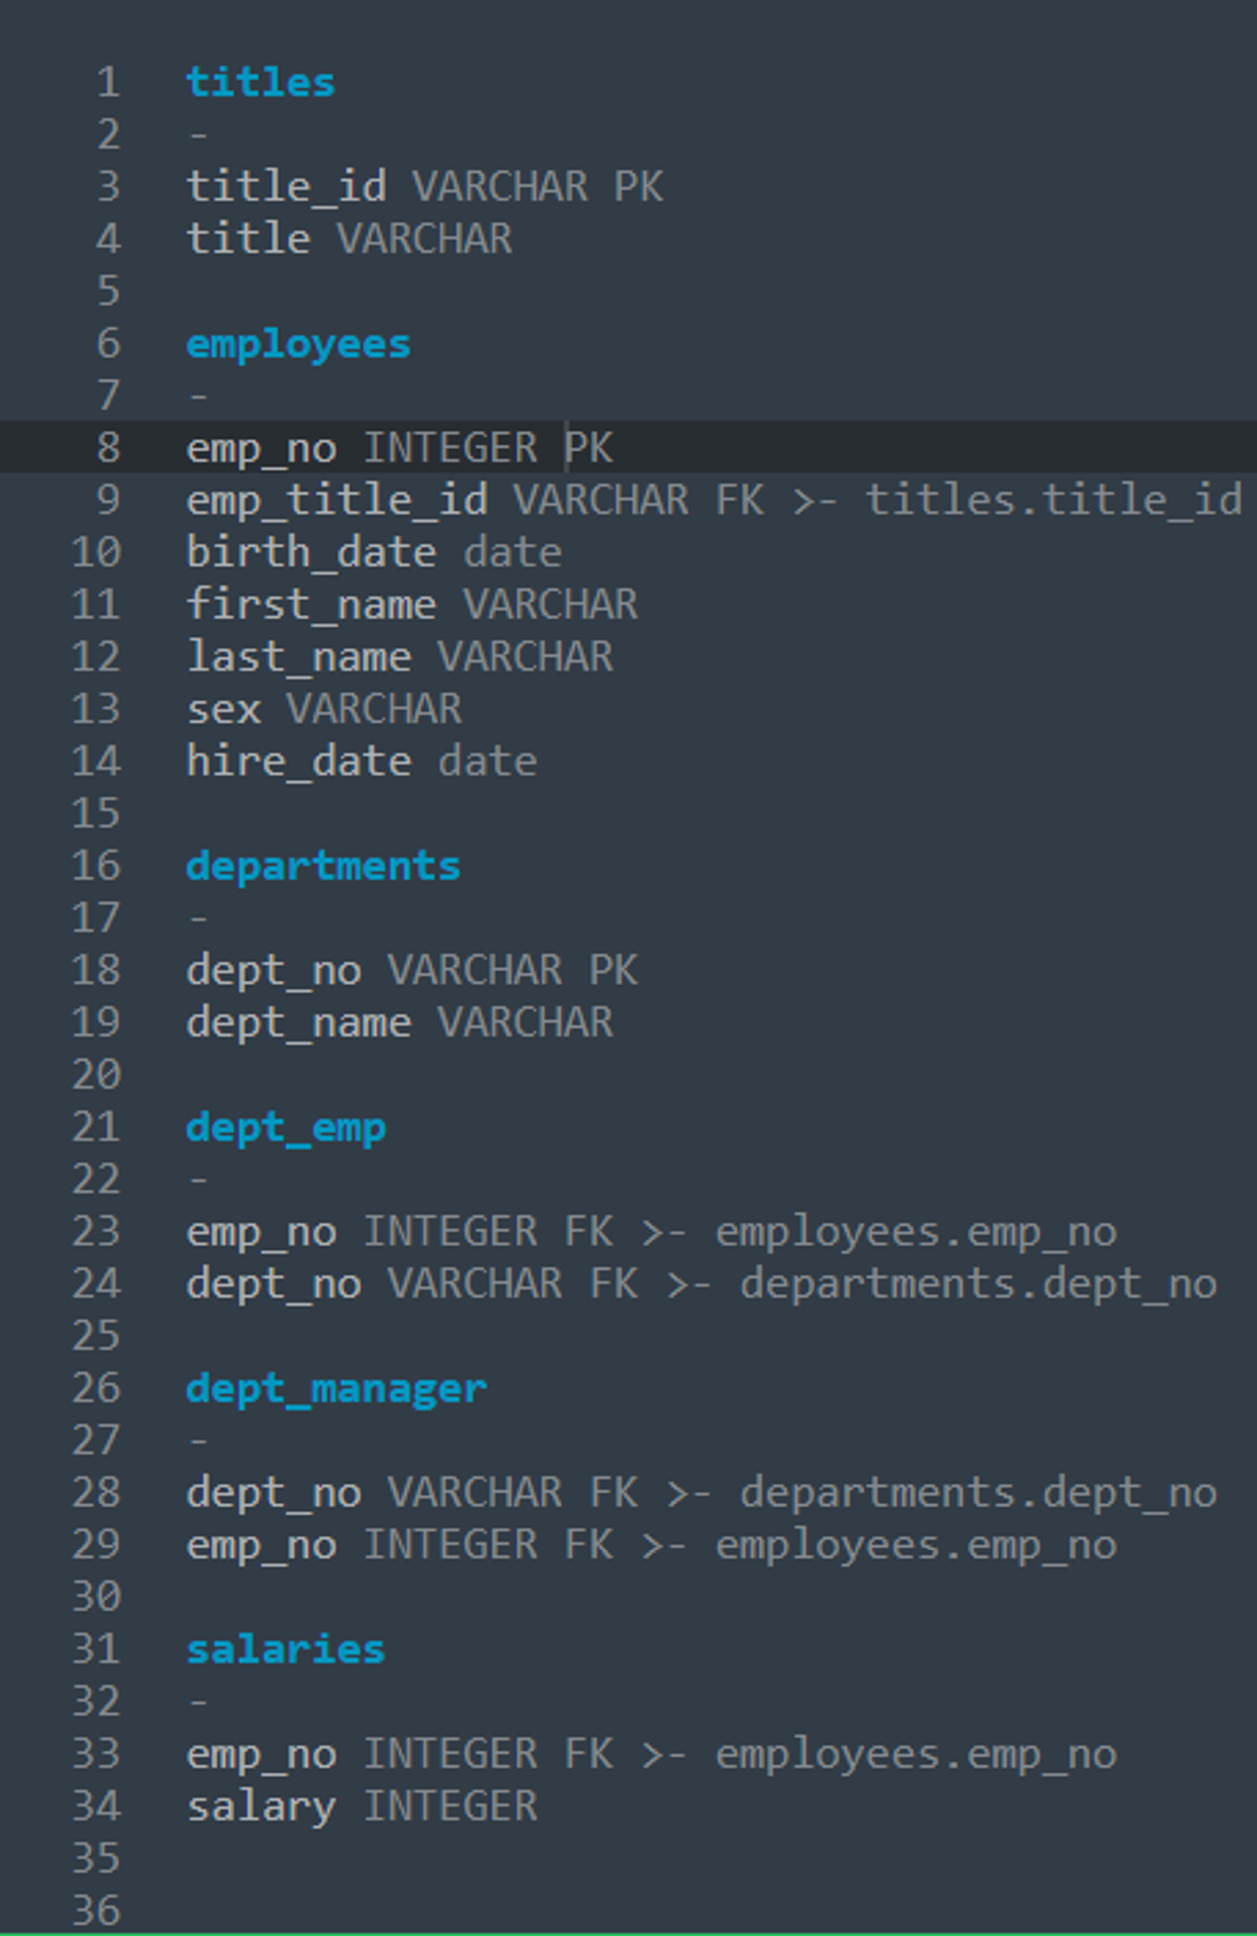 1 titles
2 -
3 title_id VARCHAR PK
4 title VARCHAR
5
6 employees
7 -
8 emp_no INTEGER PK
9 emp_title_id VARCHAR FK >- titles.title_id
10 birth_date date
11 first_name VARCHAR
12 last_name VARCHAR
13 sex VARCHAR
14 hire_date date
15
16 departments
17 -
18 dept_no VARCHAR PK
19 dept_name VARCHAR
20
21 dept_emp
22 -
23 emp_no INTEGER FK >- employees.emp_no
24 dept_no VARCHAR FK >- departments.dept_no
25
26 dept_manager
27 -
28 dept_no VARCHAR FK >- departments.dept_no
29 emp_no INTEGER FK >- employees.emp_no
30
31 salaries
32 -
33 emp_no INTEGER FK >- employees.emp_no
34 salary INTEGER
35
36